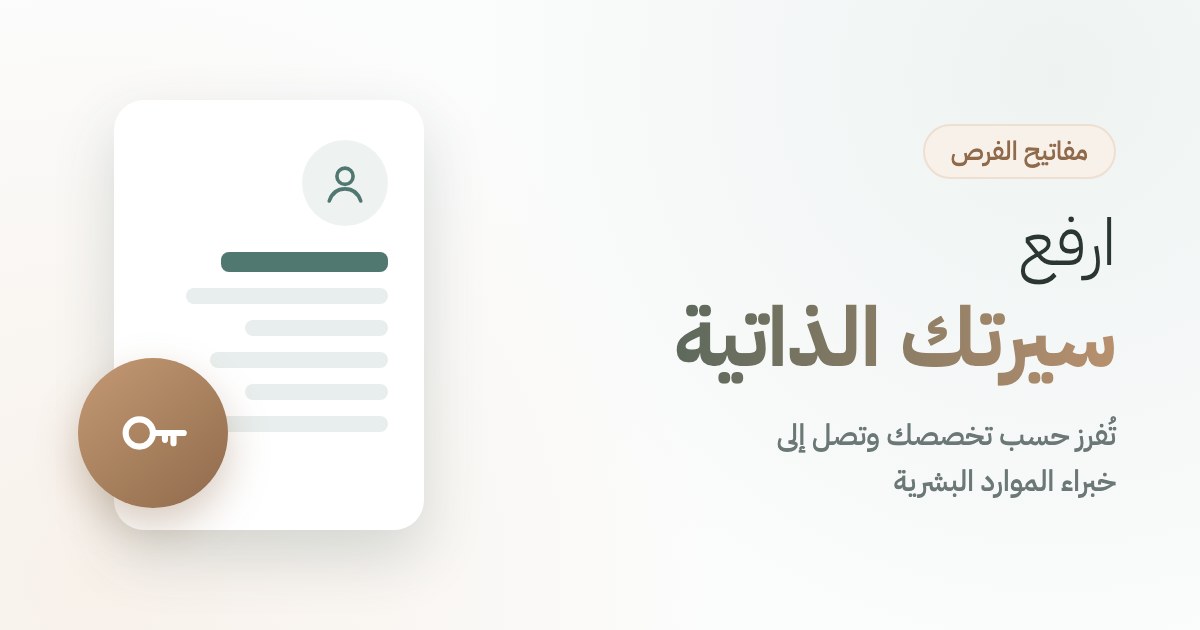 مفاتيح الفرص
ارفع
سيرتك الذاتية
تُفرز حسب تخصصك وتصل إلى
خبراء الموارد البشرية